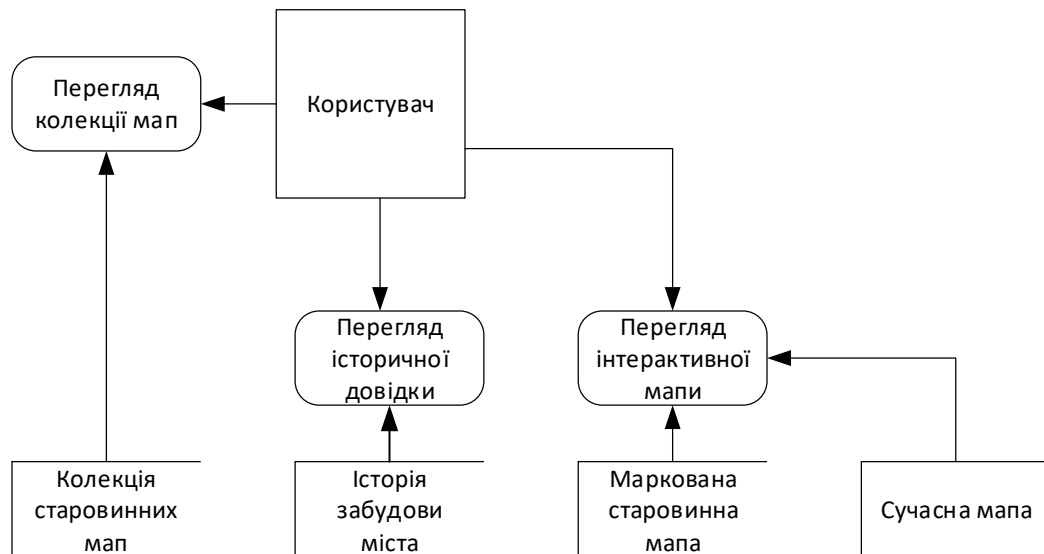 Перегляд
колекції мап
Користувач
Перегляд
історичної
довідки
Перегляд
інтерактивної
мапи
Колекція
старовинних
мап
Історія
забудови
міста
Маркована
старовинна
мапа
Сучасна мапа